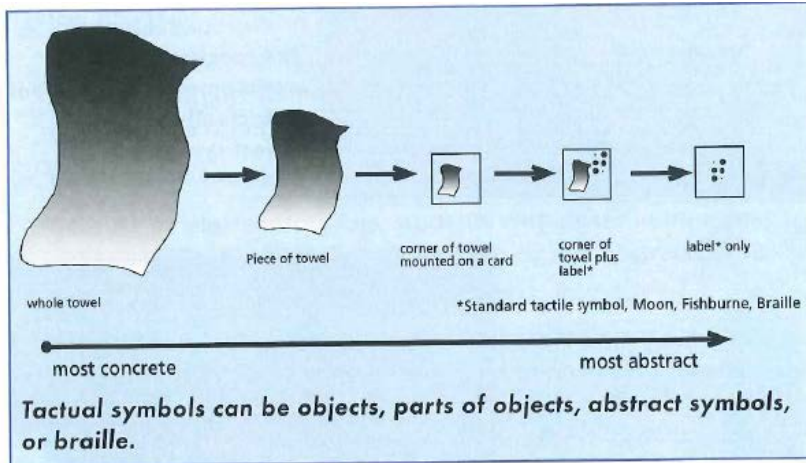 Piece of towel
corner of towel
mounted on a card
corner of
towel plus
label*
label* only
whole towel
*Standard tactile symbol, Moon, Fishburne, Braille
most concrete
most abstract
Tactual symbols can be objects, parts of objects, abstract symbols,
or braille.